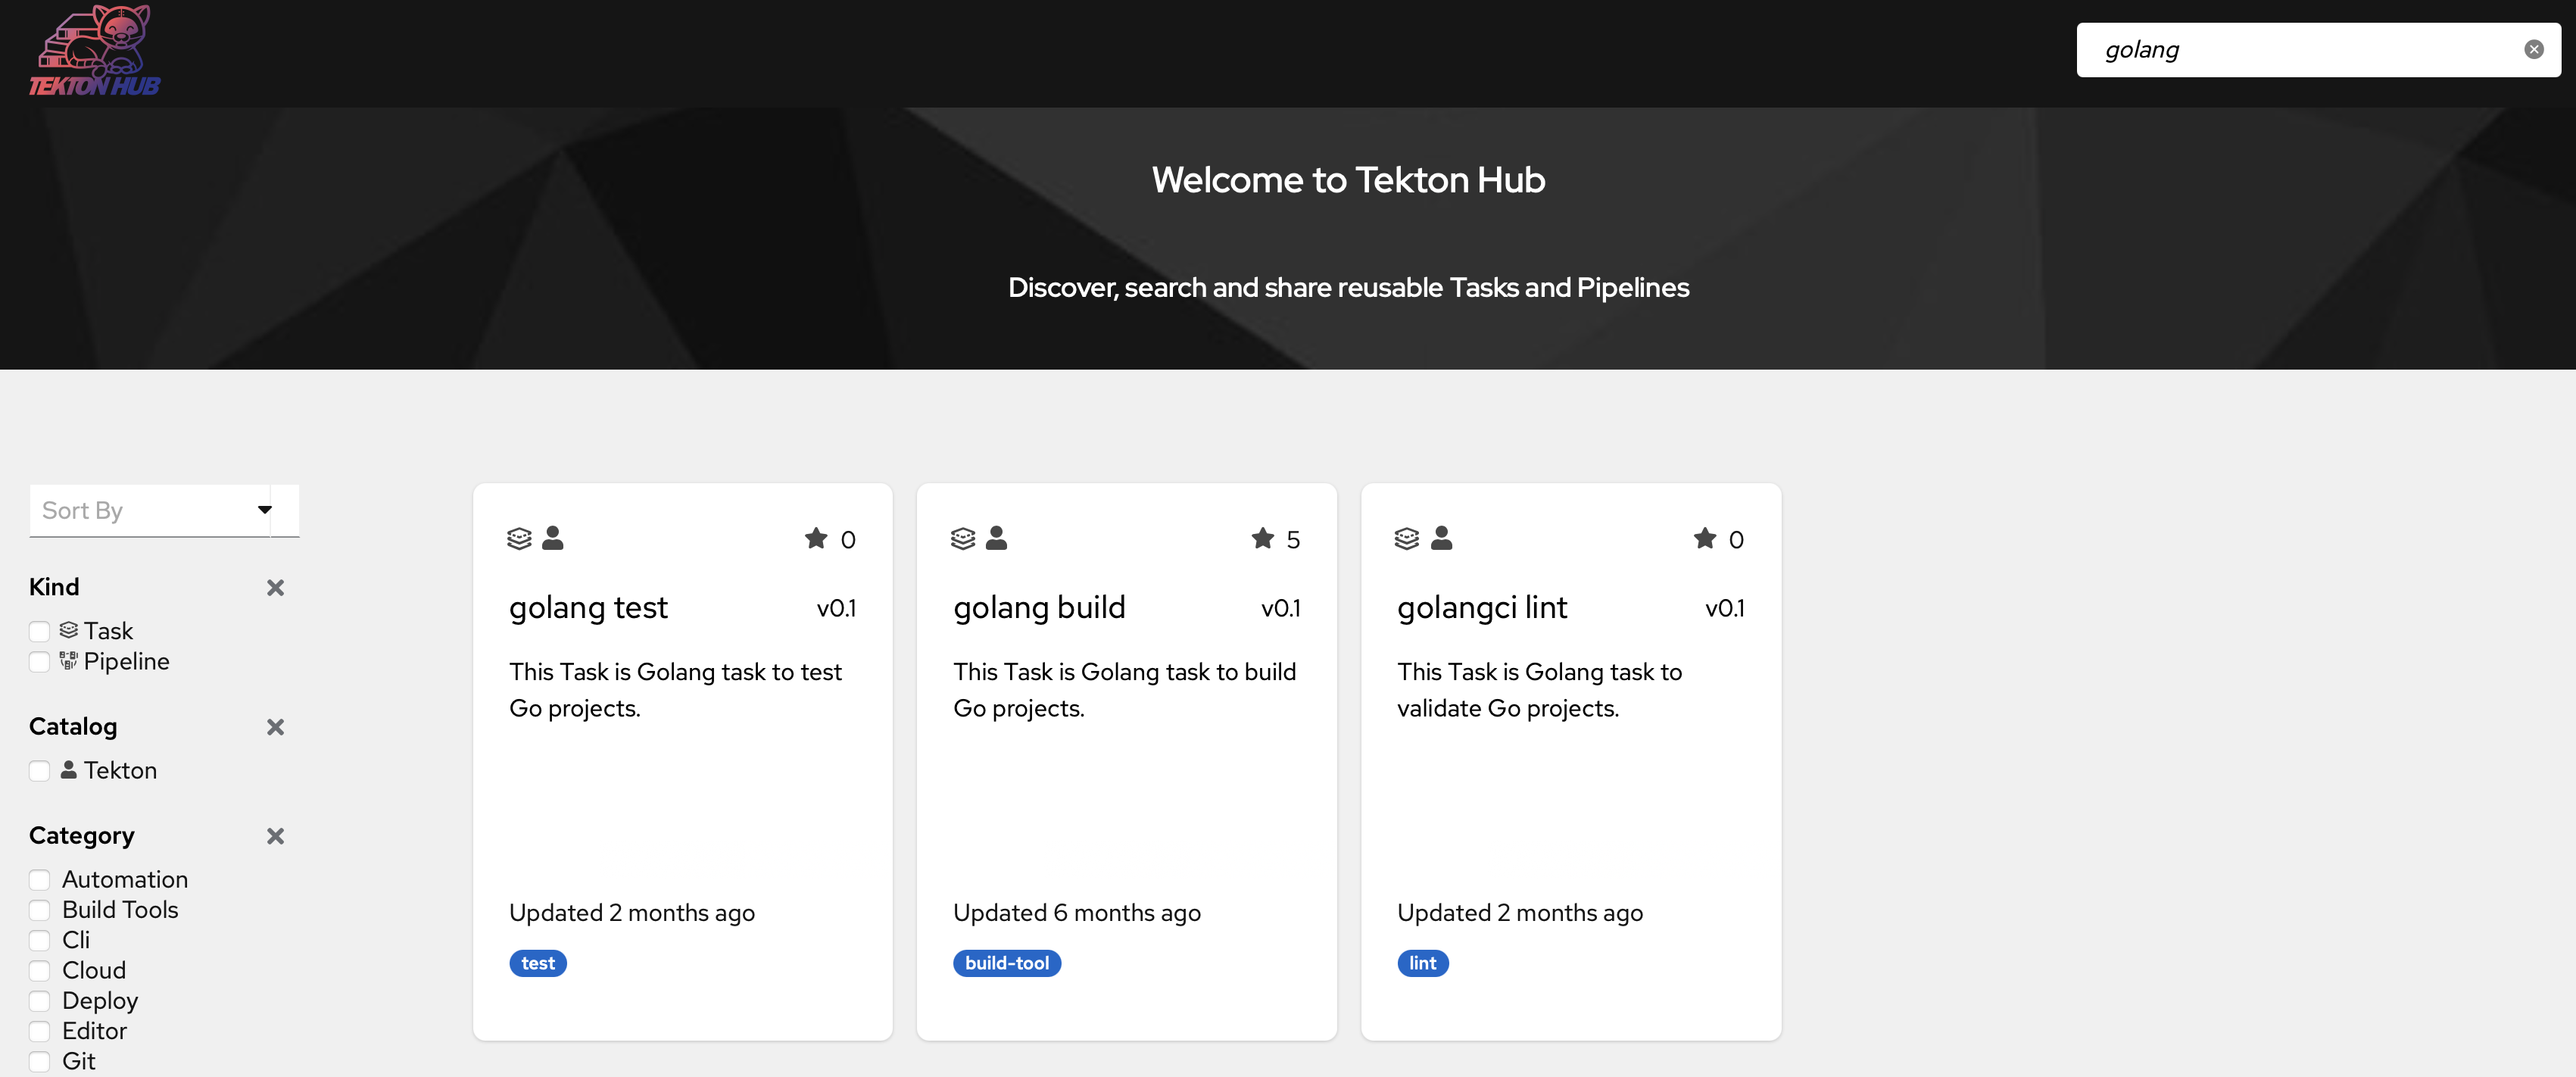 TEKTON HUB
golang
Welcome to Tekton Hub
Discover, search and share reusable Tasks and Pipelines
Sort By
Kind
Task
Pipeline
Catalog
Tekton
Category
Automation
Build Tools
Cli
Cloud
Deploy
Editor
Git
0
golang test
v0.1
This Task is Golang task to test
Go projects.
Updated 2 months ago
test
5
golang build
v0.1
This Task is Golang task to build
Go projects.
Updated 6 months ago
build-tool
0
golangci lint
v0.1
This Task is Golang task to
validate Go projects.
Updated 2 months ago
lint